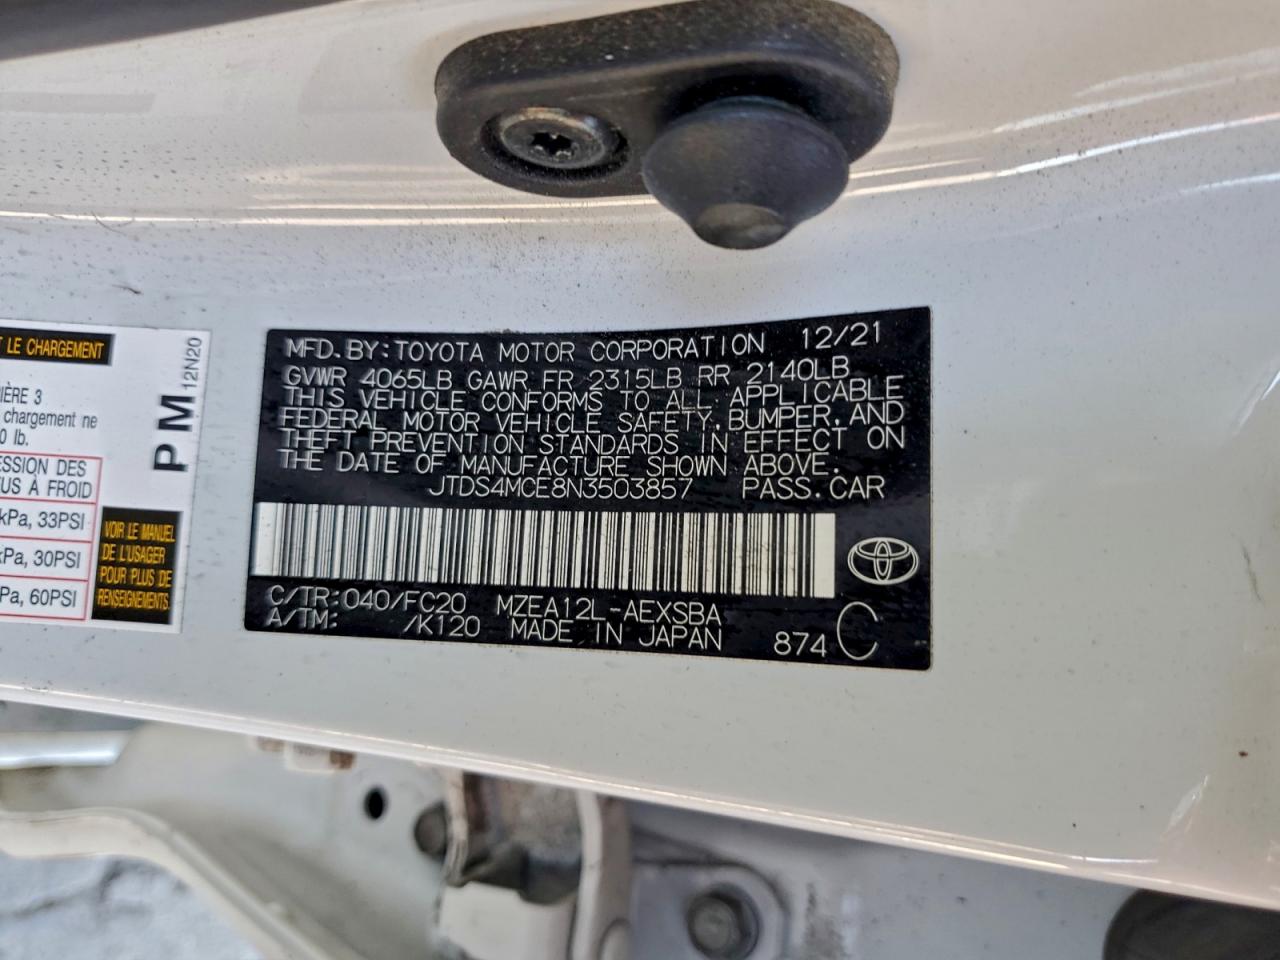 T LE CHARGEMENT
IÈRE 3
chargement ne
0 lb.
ESSION DES
US À FROID
kPa, 33PSI
kPa, 30PSI
Pa, 60PSI
PM 12N20
VOIR LE MANUEL
DE L'USAGER
POUR PLUS DE
RENSEIGNEMENTS.
MFD. BY: TOYOTA MOTOR CORPORATION 12/21
GVWR 4065LB GAWR FR 2315LB RR 2140LB
THIS VEHICLE CONFORMS TO ALL APPLICABLE
FEDERAL MOTOR VEHICLE SAFETY, BUMPER, AND
THEFT PREVENTION STANDARDS IN EFFECT ON
THE DATE OF MANUFACTURE SHOWN ABOVE.
JTDS4MCE8N3503857 PASS.CAR
C/TR: 040/FC20 MZEA12L-AEXSBA
A/TM: /K120 MADE IN JAPAN 874 C